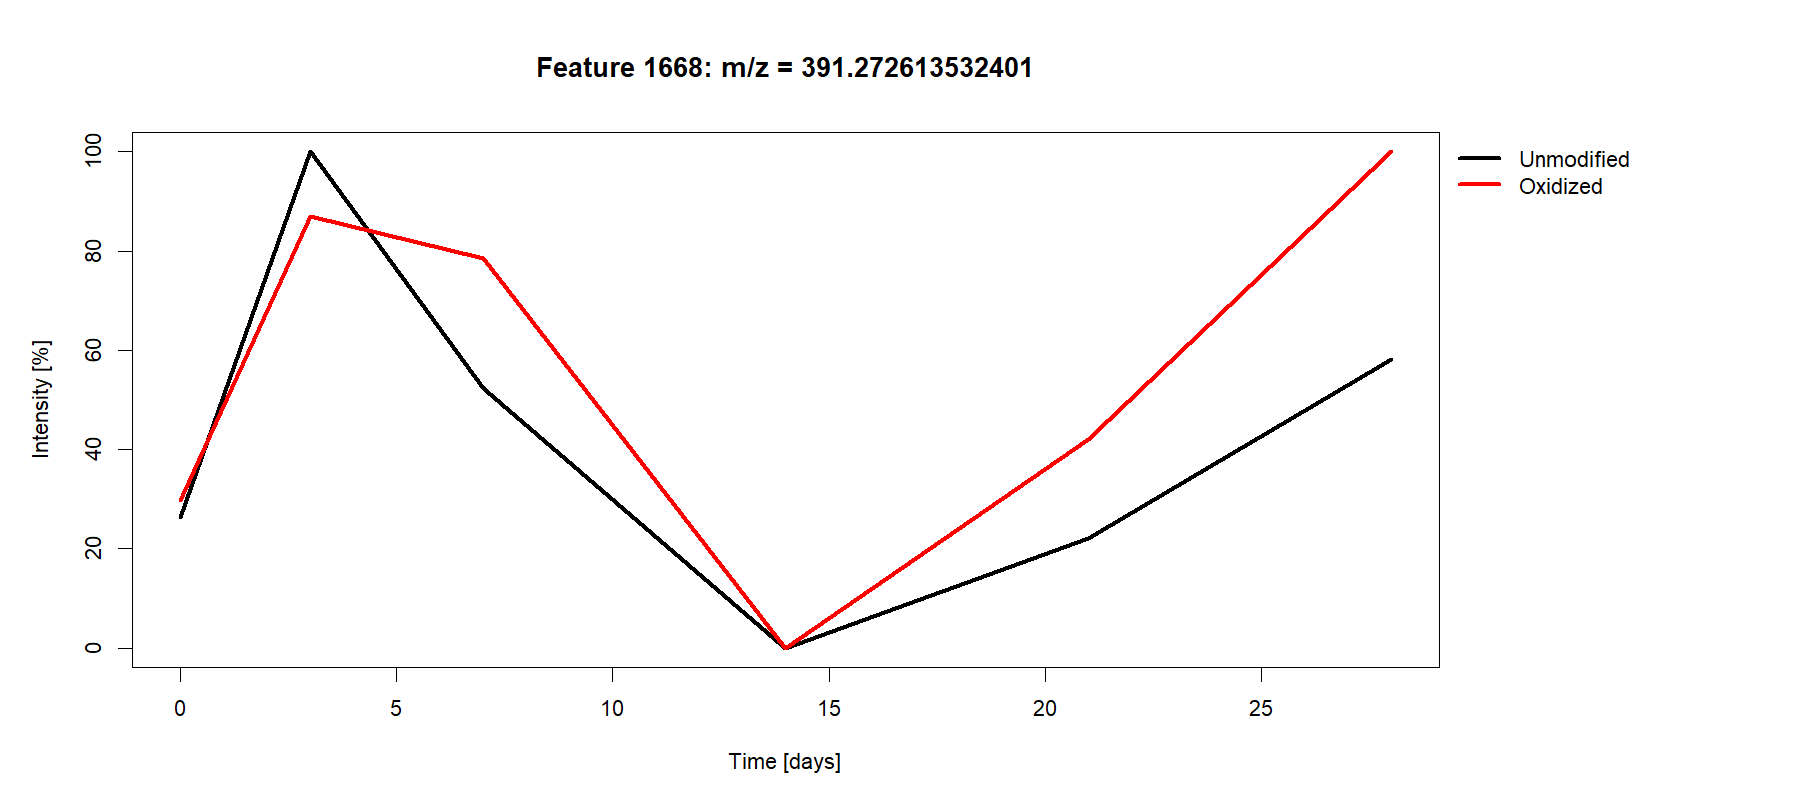 Feature 1668: m/z = 391.272613532401
Unmodified
Oxidized
Intensity [%]
100
80
60
40
20
0
0 5 10 15 20 25
Time [days]